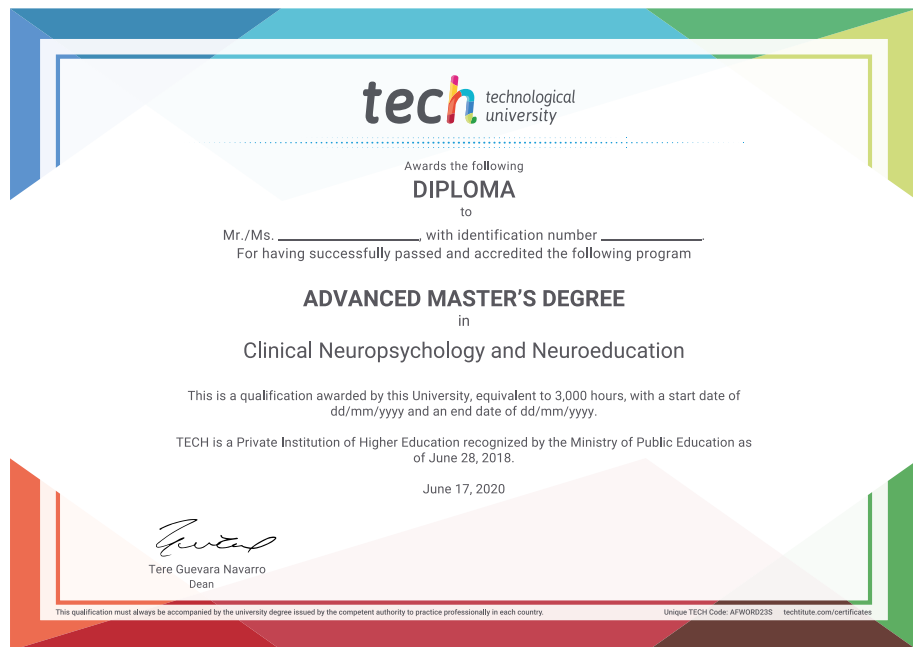 tech technological
university
Awards the following
DIPLOMA
to
Mr./Ms. ____________________, with identification number ______________.
For having successfully passed and accredited the following program
ADVANCED MASTER'S DEGREE
in
Clinical Neuropsychology and Neuroeducation
This is a qualification awarded by this University, equivalent to 3,000 hours, with a start date of
dd/mm/yyyy and an end date of dd/mm/yyyy.
TECH is a Private Institution of Higher Education recognized by the Ministry of Public Education as
of June 28, 2018.
June 17, 2020
Tere Guevara Navarro
Dean
This qualification must always be accompanied by the university degree issued by the competent authority to practice professionally in each country.
Unique TECH Code: AFWORD23S techtitute.com/certificates